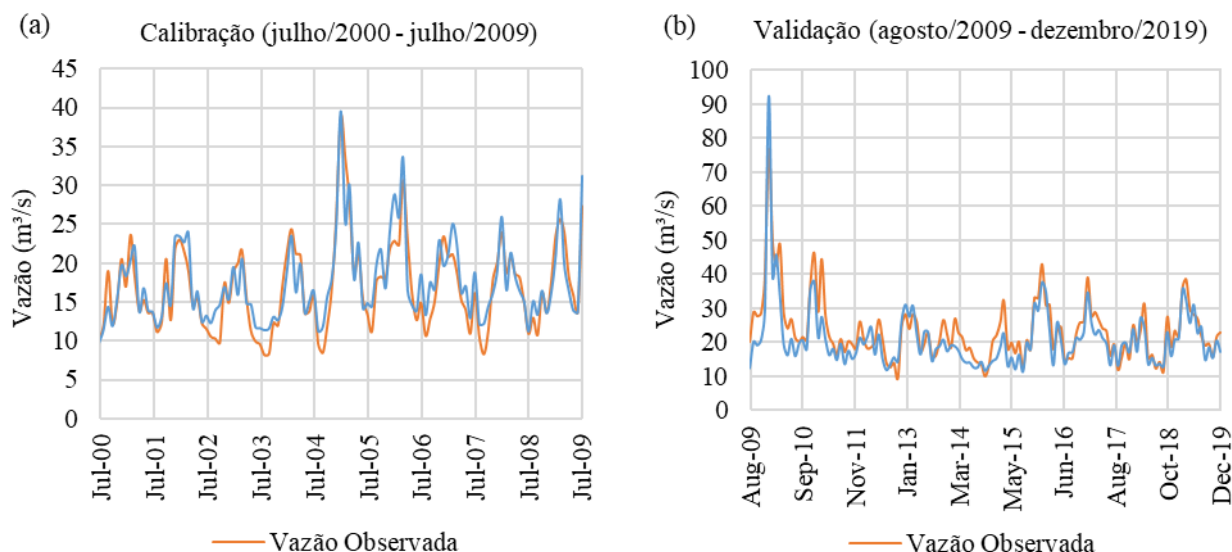 (a) Calibração (julho/2000 - julho/2009)
Vazão (m³/s)
45
40
35
30
25
20
15
10
5
0
Jul-00
Jul-01
Jul-02
Jul-03
Jul-04
Jul-05
Jul-06
Jul-07
Jul-08
Jul-09
Vazão Observada
(b) Validação (agosto/2009 - dezembro/2019)
Vazão (m³/s)
100
90
80
70
60
50
40
30
20
10
0
Aug-09
Sep-10
Nov-11
Jan-13
Mar-14
May-15
Jun-16
Aug-17
Oct-18
Dec-19
Vazão Observada